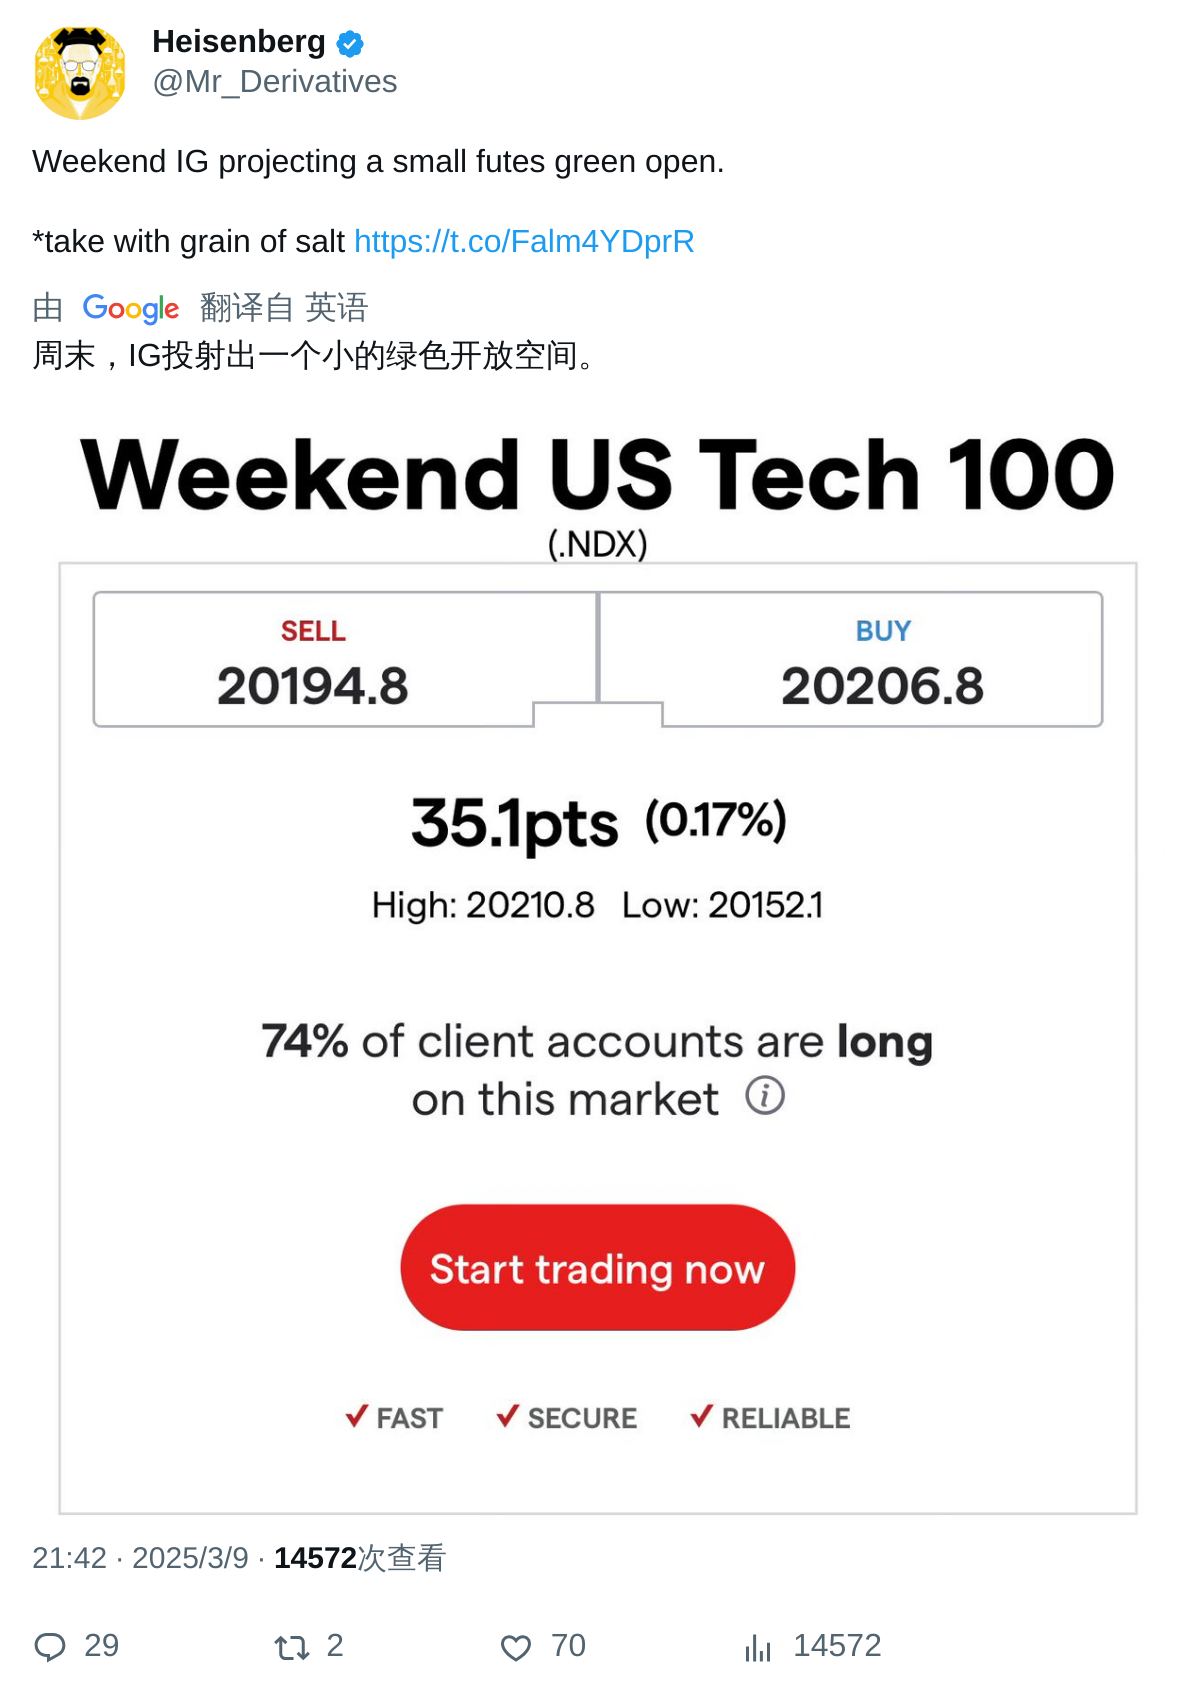 Heisenberg
@Mr_Derivatives
Weekend IG projecting a small futes green open.
*take with grain of salt https://t.co/Falm4YDprR
由 Google 翻译自 英语
周末，IG投射出一个小的绿色开放空间。
Weekend US Tech 100
(.NDX)
SELL BUY
20194.8 20206.8
35.1pts (0.17%)
High: 20210.8 Low: 20152.1
74% of client accounts are long
on this market i
Start trading now
FAST SECURE RELIABLE
21:42 · 2025/3/9 · 14572次查看
29 2 70 14572